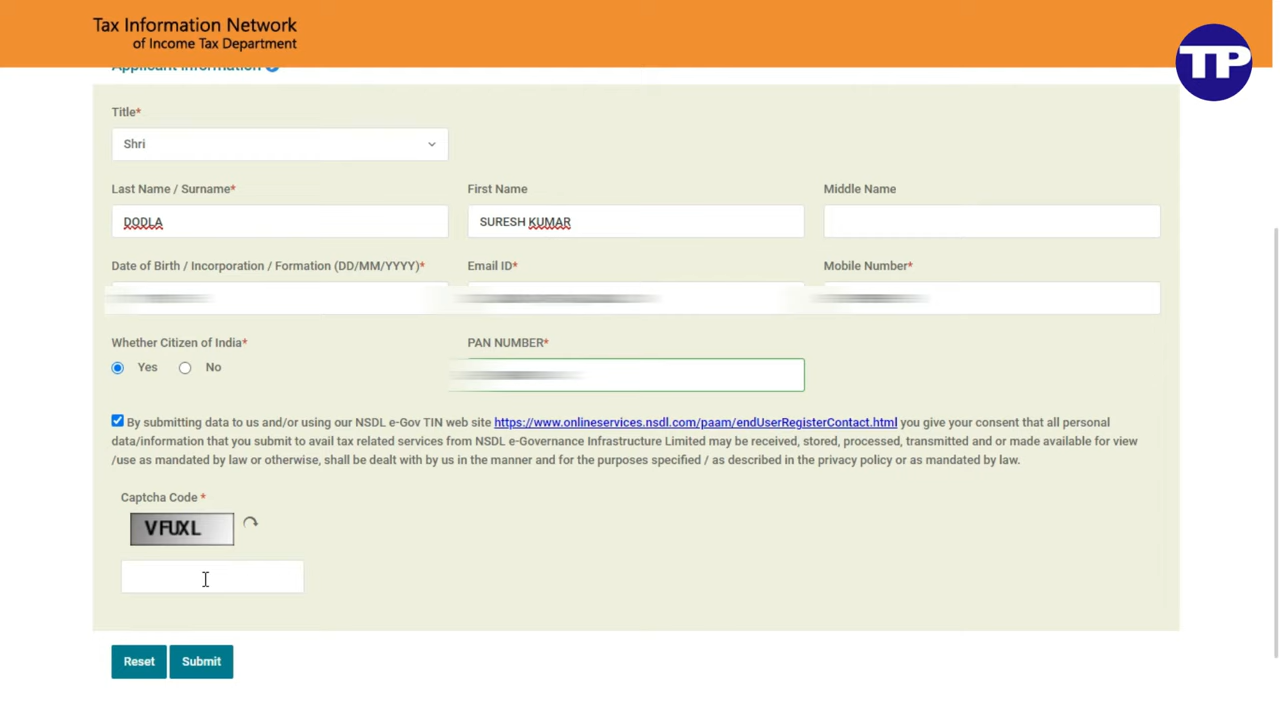 Tax Information Network
of Income Tax Department
TP
Applicant Information
Title*
Shri
Last Name / Surname*
First Name
Middle Name
DODLA
SURESH KUMAR
Date of Birth / Incorporation / Formation (DD/MM/YYYY)*
Email ID*
Mobile Number*
Whether Citizen of India*
PAN NUMBER*
Yes
No
By submitting data to us and/or using our NSDL e-Gov TIN web site https://www.onlineservices.nsdl.com/paam/endUserRegisterContact.html you give your consent that all personal
data/information that you submit to avail tax related services from NSDL e-Governance Infrastructure Limited may be received, stored, processed, transmitted and or made available for view
/use as mandated by law or otherwise, shall be dealt with by us in the manner and for the purposes specified / as described in the privacy policy or as mandated by law.
Captcha Code *
VFUXL
Reset
Submit